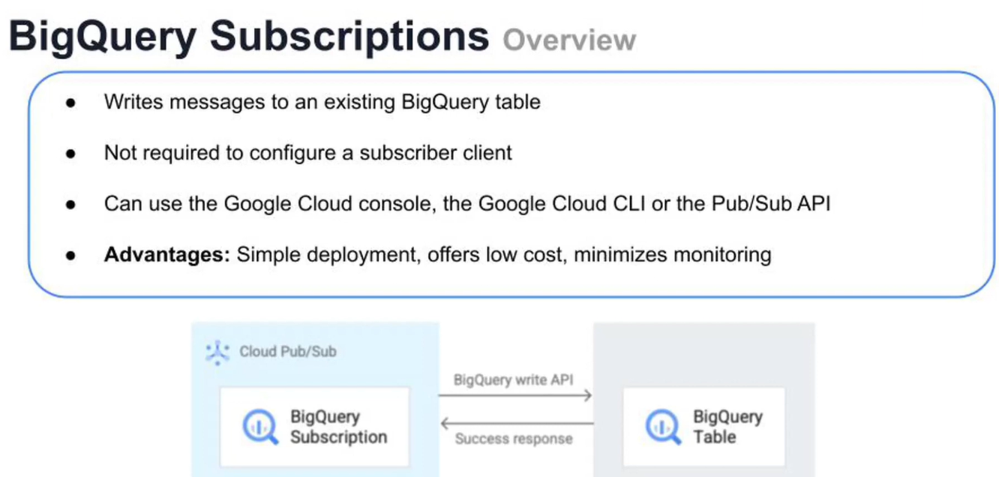 BigQuery Subscriptions Overview
● Writes messages to an existing BigQuery table
● Not required to configure a subscriber client
● Can use the Google Cloud console, the Google Cloud CLI or the Pub/Sub API
● Advantages: Simple deployment, offers low cost, minimizes monitoring
Cloud Pub/Sub
BigQuery
Subscription
BigQuery write API
Success response
BigQuery
Table